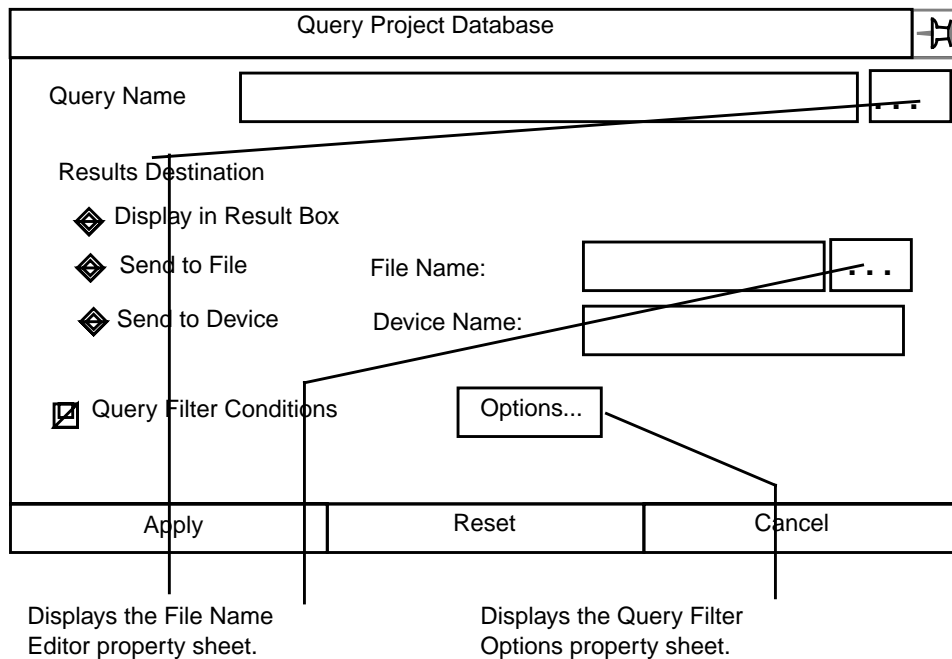 Query Project Database
Query Name
...
Results Destination
Display in Result Box
Send to File File Name: ...
Send to Device Device Name:
Query Filter Conditions Options...
Apply Reset Cancel
Displays the File Name
Editor property sheet.
Displays the Query Filter
Options property sheet.